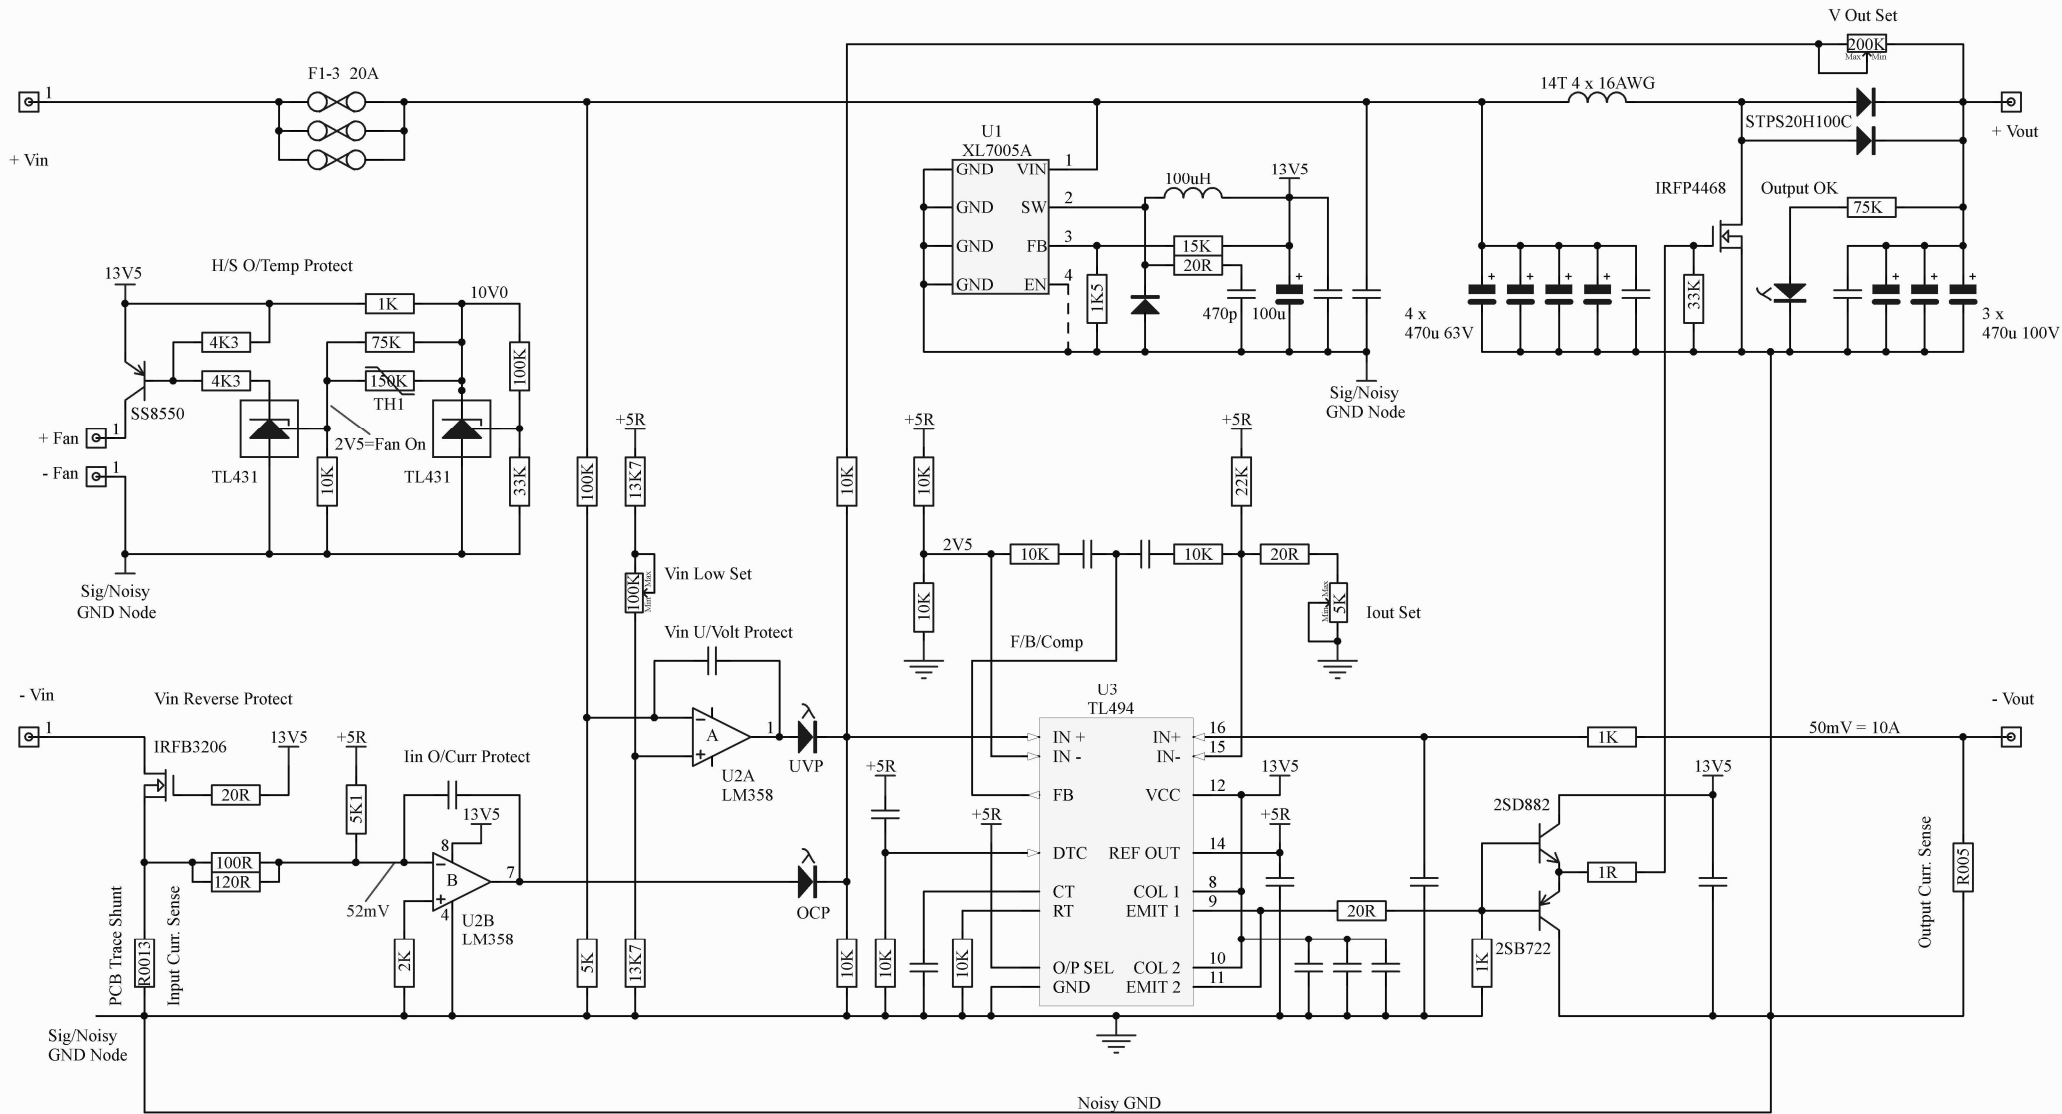 V Out Set
200K
Max Min
F1-3 20A
14T 4 x 16AWG
1
+ Vin
STPS20H100C
+ Vout
U1
XL7005A
GND VIN 1
GND SW 2
GND FB 3
GND EN 4
100uH
13V5
15K
20R
1K5
470p
100u
Sig/Noisy
GND Node
IRFP4468
Output OK
75K
33K
4 x
470u 63V
3 x
470u 100V
+
+
+
+
+
+
+
+
H/S O/Temp Protect
13V5
1K
10V0
4K3
75K
4K3
150K
TH1
100K
SS8550
+ Fan
1
2V5=Fan On
- Fan
1
TL431
10K
TL431
33K
Sig/Noisy
GND Node
100K
+5R
13K7
100K
Min Max
Vin Low Set
Vin U/Volt Protect
10K
+5R
10K
2V5
10K
10K
10K
+5R
22K
20R
5K
Min Max
Iout Set
F/B/Comp
- Vin
1
Vin Reverse Protect
IRFB3206
13V5
20R
+5R
5K1
Iin O/Curr Protect
13V5
100R
120R
52mV
8
-
B
+
4
7
U2B
LM358
2K
PCB Trace Shunt
R0013
Input Curr. Sense
Sig/Noisy
GND Node
-
A
+
1
U2A
LM358
UVP
OCP
5K
13K7
10K
+5R
10K
10K
+5R
U3
TL494
IN + IN+ 16
IN - IN- 15
FB VCC 12
DTC REF OUT 14
CT COL 1 8
RT EMIT 1 9
O/P SEL COL 2 10
GND EMIT 2 11
13V5
+5R
20R
1K
- Vout
50mV = 10A
1K
13V5
2SD882
1R
2SB722
Output Curr. Sense
R005
Noisy GND